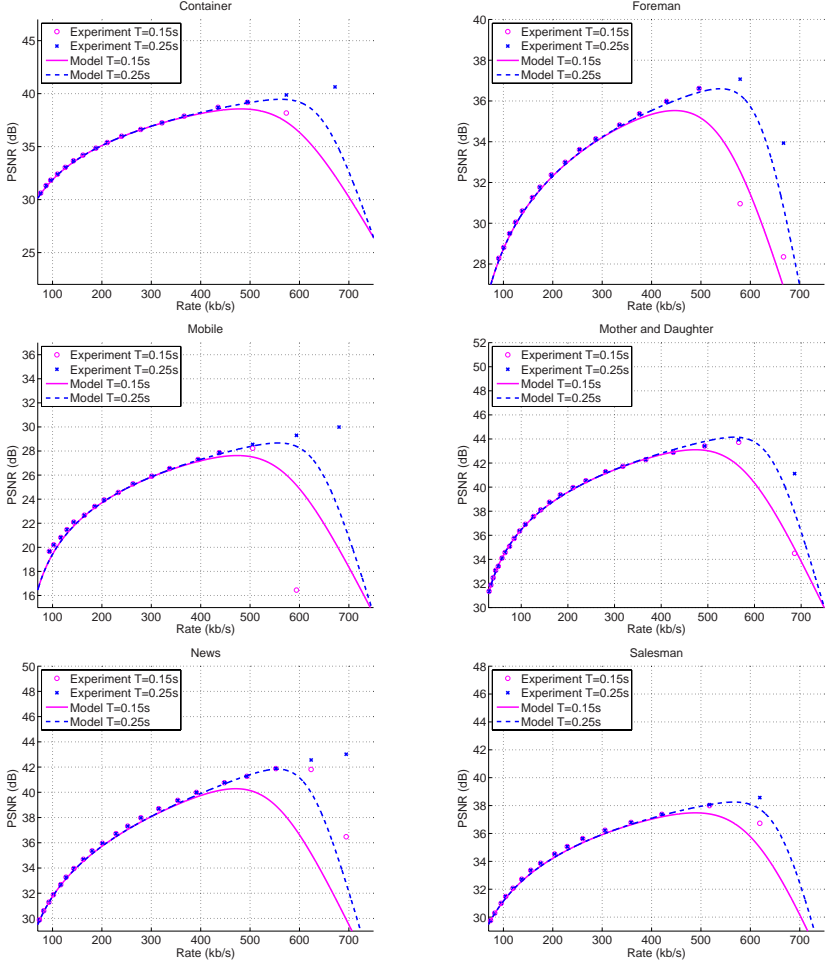 Container
PSNR (dB)
45
40
35
30
25
Experiment T=0.15s
Experiment T=0.25s
Model T=0.15s
Model T=0.25s
100 200 300 400 500 600 700
Rate (kb/s)
Foreman
PSNR (dB)
40
38
36
34
32
30
28
Experiment T=0.15s
Experiment T=0.25s
Model T=0.15s
Model T=0.25s
100 200 300 400 500 600 700
Rate (kb/s)
Mobile
PSNR (dB)
36
34
32
30
28
26
24
22
20
18
16
Experiment T=0.15s
Experiment T=0.25s
Model T=0.15s
Model T=0.25s
100 200 300 400 500 600 700
Rate (kb/s)
Mother and Daughter
PSNR (dB)
52
50
48
46
44
42
40
38
36
34
32
30
Experiment T=0.15s
Experiment T=0.25s
Model T=0.15s
Model T=0.25s
100 200 300 400 500 600 700
Rate (kb/s)
News
PSNR (dB)
50
48
46
44
42
40
38
36
34
32
30
Experiment T=0.15s
Experiment T=0.25s
Model T=0.15s
Model T=0.25s
100 200 300 400 500 600 700
Rate (kb/s)
Salesman
PSNR (dB)
48
46
44
42
40
38
36
34
32
30
Experiment T=0.15s
Experiment T=0.25s
Model T=0.15s
Model T=0.25s
100 200 300 400 500 600 700
Rate (kb/s)